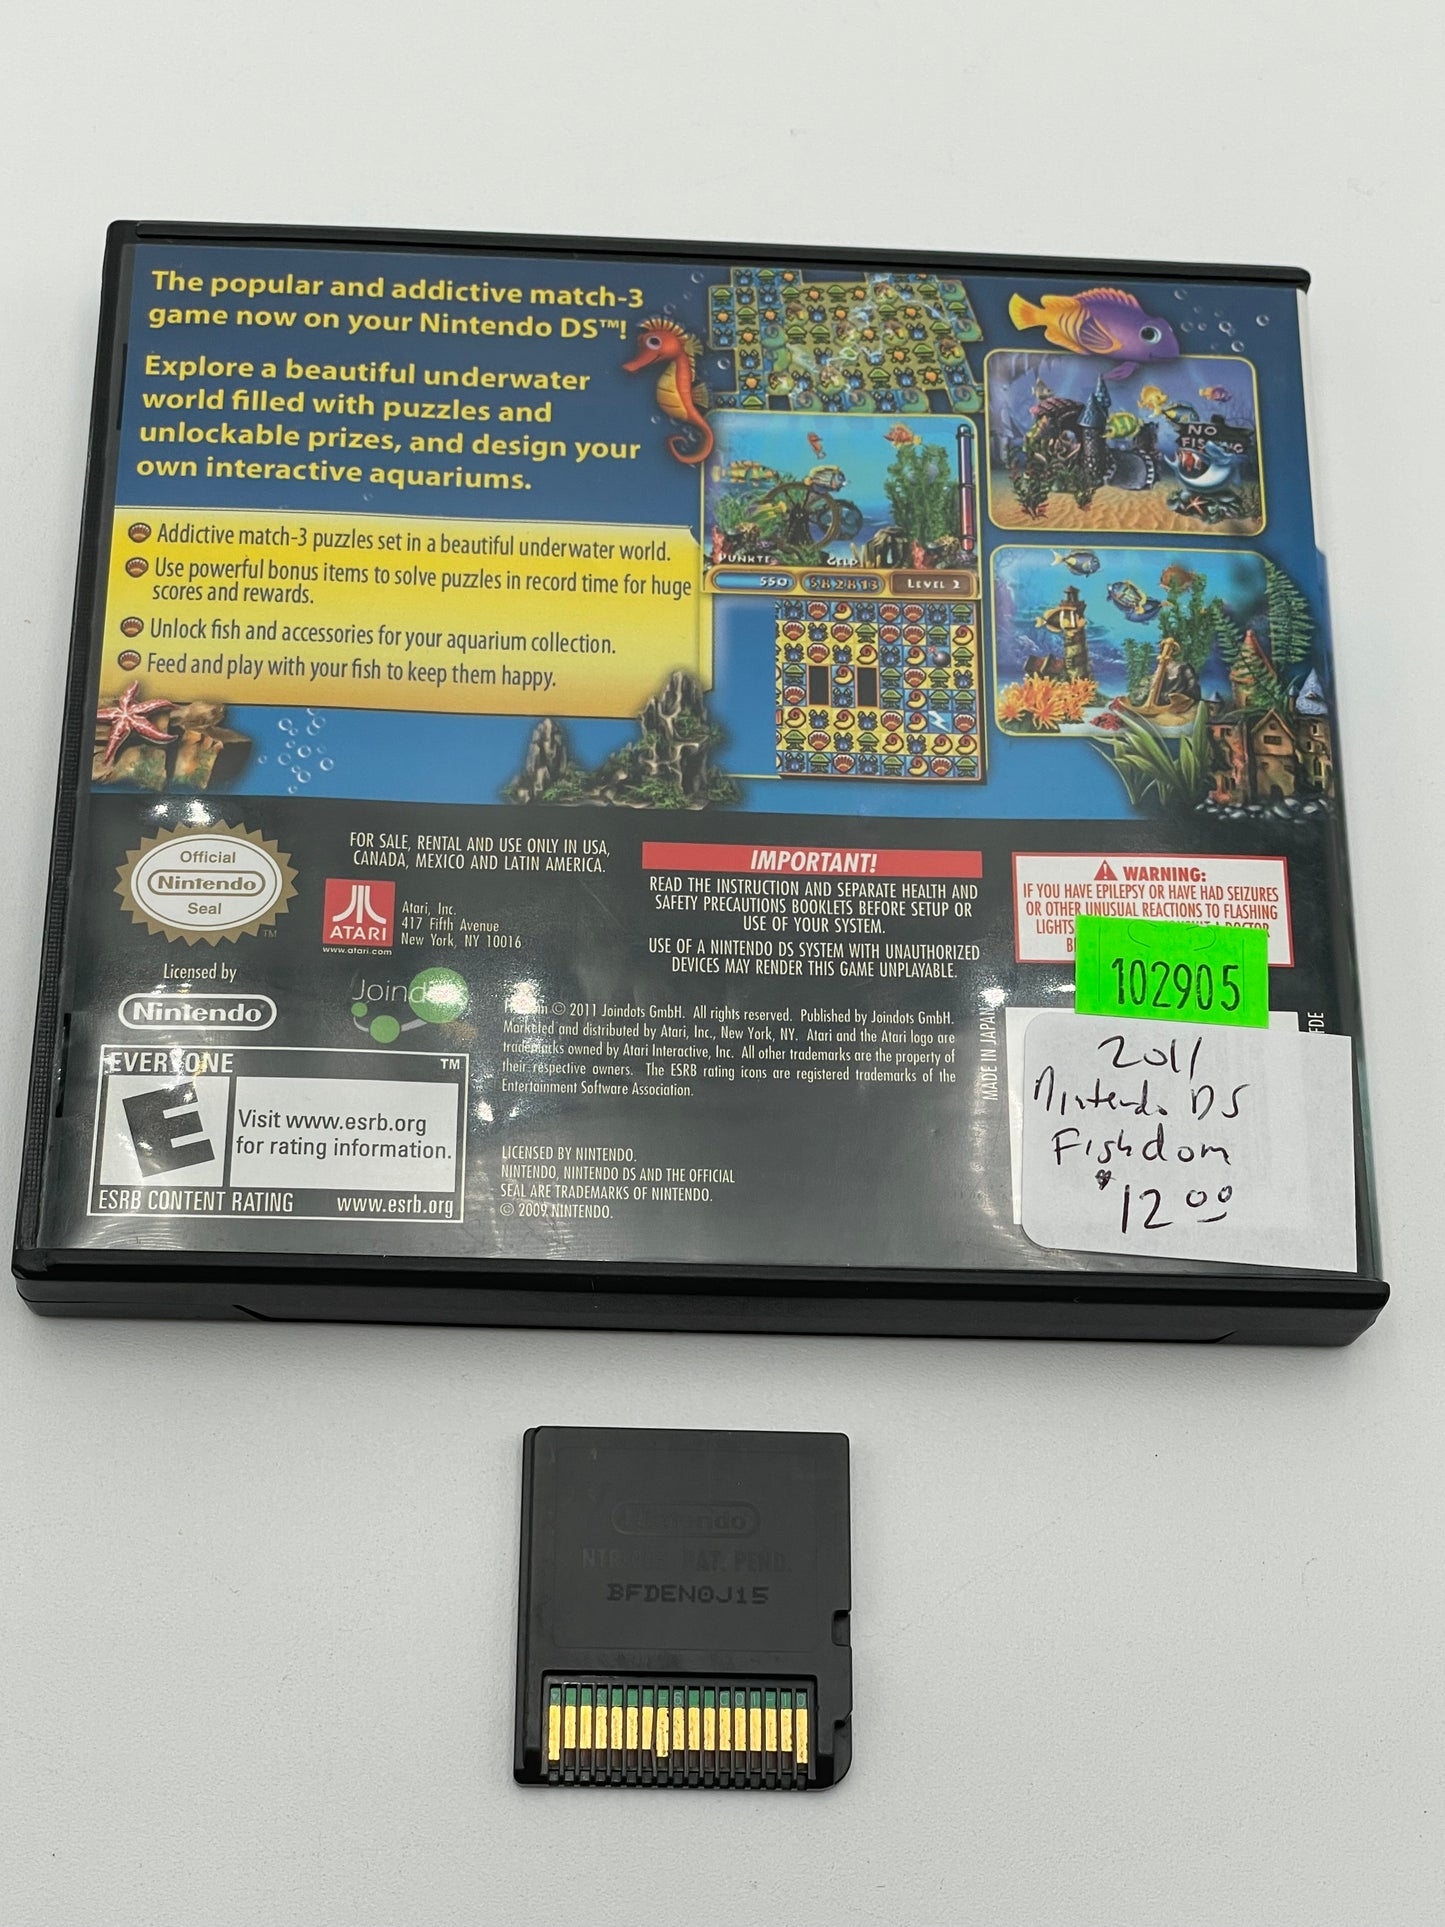 The popular and addictive match-3
game now on your Nintendo DS™!
Explore a beautiful underwater
world filled with puzzles and
unlockable prizes, and design your
own interactive aquariums.
Addictive match-3 puzzles set in a beautiful underwater world.
Use powerful bonus items to solve puzzles in record time for huge
scores and rewards.
Unlock fish and accessories for your aquarium collection.
Feed and play with your fish to keep them happy.
NO
PUNKTE GELD
550 582813 LEVEL 2
Official
Nintendo
Seal
TM
Licensed by
Nintendo
FOR SALE, RENTAL AND USE ONLY IN USA,
CANADA, MEXICO AND LATIN AMERICA.
ATARI
www.atari.com
Atari, Inc.
417 Fifth Avenue
New York, NY 10016
IMPORTANT!
READ THE INSTRUCTION AND SEPARATE HEALTH AND
SAFETY PRECAUTIONS BOOKLETS BEFORE SETUP OR
USE OF YOUR SYSTEM.
USE OF A NINTENDO DS SYSTEM WITH UNAUTHORIZED
DEVICES MAY RENDER THIS GAME UNPLAYABLE.
WARNING:
IF YOU HAVE EPILEPSY OR HAVE HAD SEIZURES
OR OTHER UNUSUAL REACTIONS TO FLASHING
LIGHTS
102905
2011
Nintendo DS
Fishdom
$12.00
MADE IN JAPAN
© 2011 Joindots GmbH. All rights reserved. Published by Joindots GmbH.
Marketed and distributed by Atari, Inc., New York, NY. Atari and the Atari logo are
trademarks owned by Atari Interactive, Inc. All other trademarks are the property of
their respective owners. The ESRB rating icons are registered trademarks of the
Entertainment Software Association.
LICENSED BY NINTENDO.
NINTENDO, NINTENDO DS AND THE OFFICIAL
SEAL ARE TRADEMARKS OF NINTENDO.
© 2009 NINTENDO.
EVERYONE TM
E
Visit www.esrb.org
for rating information.
ESRB CONTENT RATING www.esrb.org
Nintendo
PAT. PEND.
BFDEN0J15